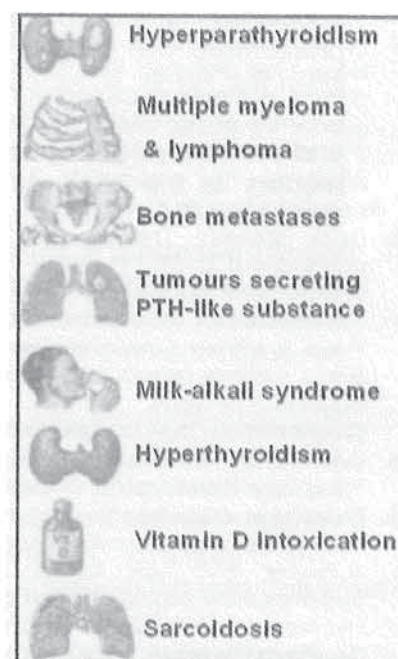 Hyperparathyroidism
Multiple myeloma
& lymphoma
Bone metastases
Tumours secreting
PTH-like substance
Milk-alkali syndrome
Hyperthyroidism
Vitamin D intoxication
Sarcoidosis